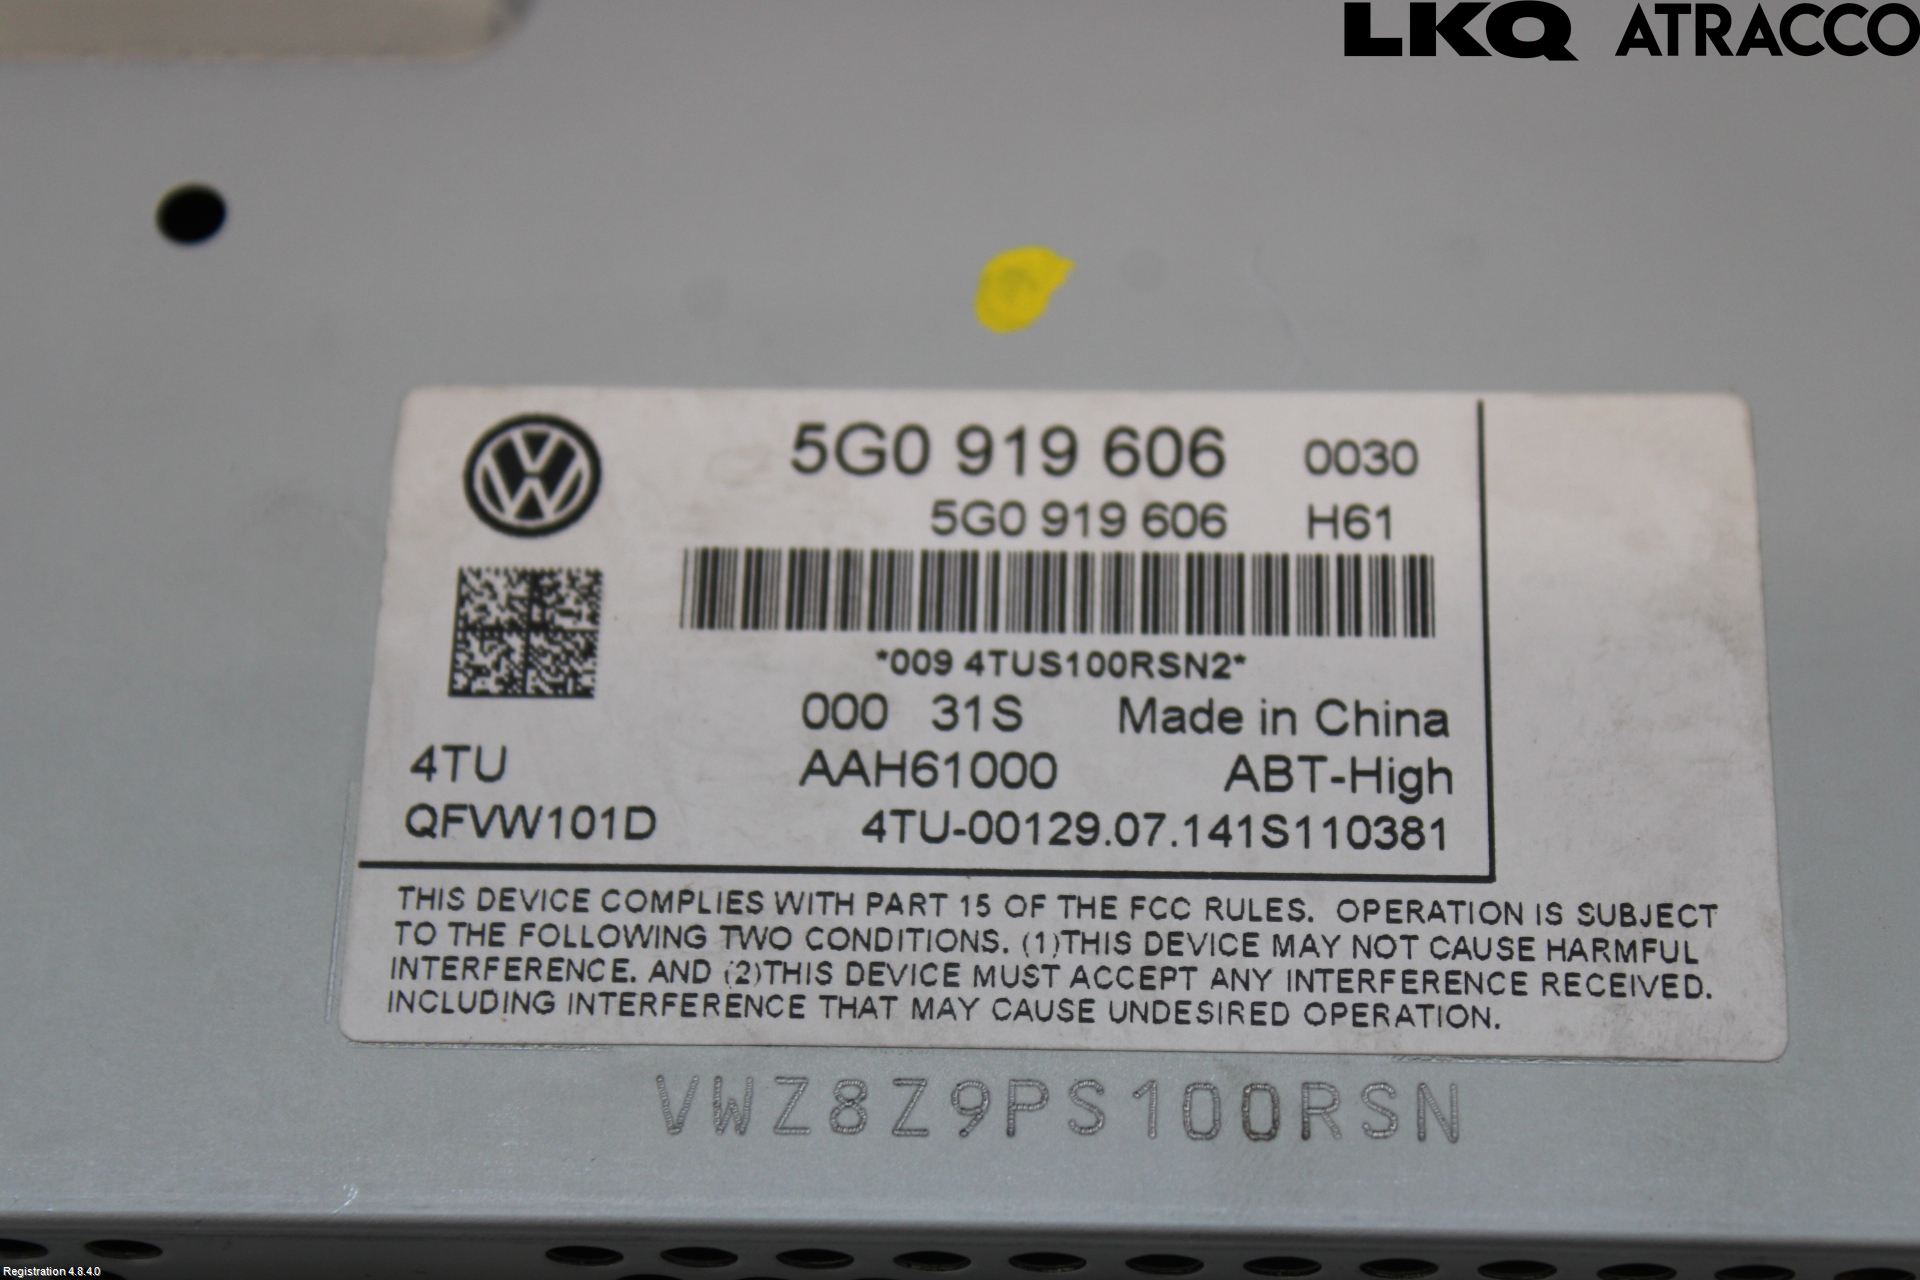 LKQ ATRACCO
5G0 919 606 0030
5G0 919 606 H61
*009 4TUS100RSN2*
000 31S Made in China
4TU AAH61000 ABT-High
QFVW101D 4TU-00129.07.141S110381
THIS DEVICE COMPLIES WITH PART 15 OF THE FCC RULES. OPERATION IS SUBJECT
TO THE FOLLOWING TWO CONDITIONS. (1)THIS DEVICE MAY NOT CAUSE HARMFUL
INTERFERENCE. AND (2)THIS DEVICE MUST ACCEPT ANY INTERFERENCE RECEIVED.
INCLUDING INTERFERENCE THAT MAY CAUSE UNDESIRED OPERATION.
VWZ8Z9PS100RSN
Registration 4.8.4.0